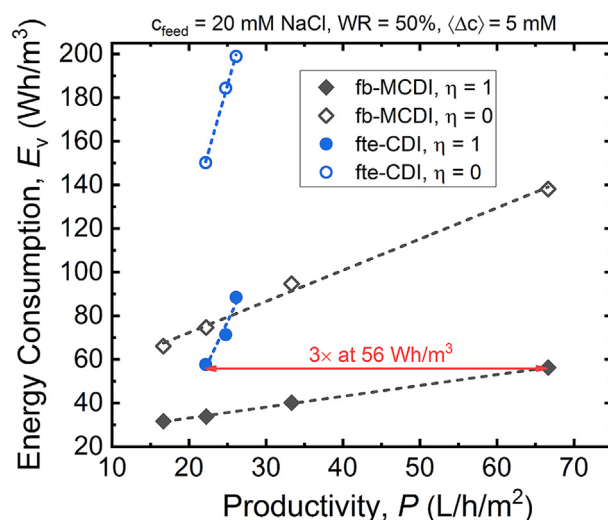 c_feed = 20 mM NaCl, WR = 50%, ⟨Δc⟩ = 5 mM
Energy Consumption, E_v (Wh/m³)
200
180
160
140
120
100
80
60
40
20
fb-MCDI, η = 1
fb-MCDI, η = 0
fte-CDI, η = 1
fte-CDI, η = 0
3× at 56 Wh/m³
10 20 30 40 50 60 70
Productivity, P (L/h/m²)